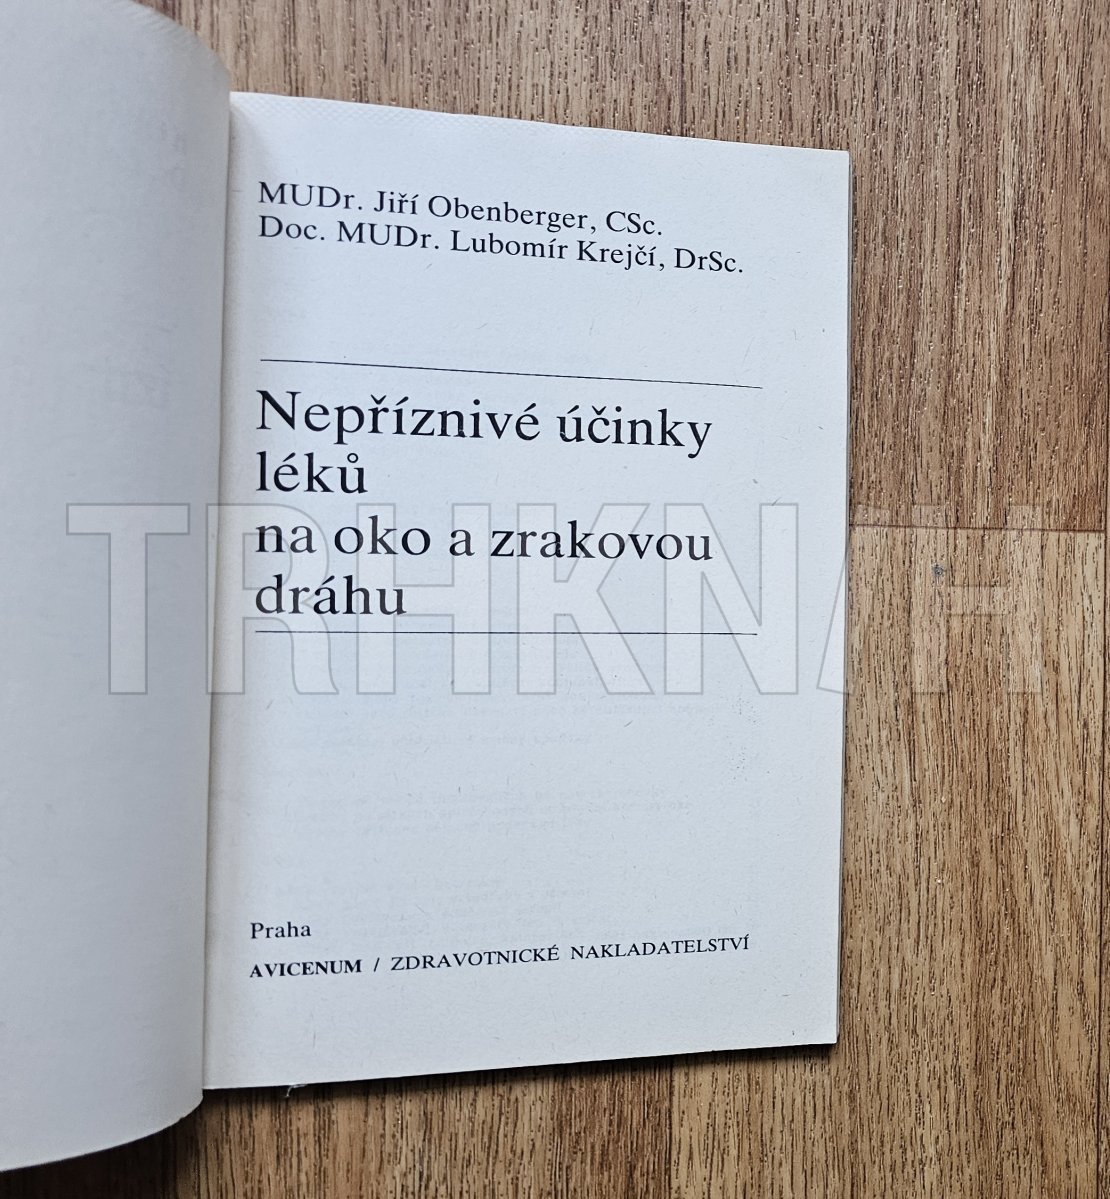 MUDr. Jiří Obenberger, CSc.
Doc. MUDr. Lubomír Krejčí, DrSc.
Nepříznivé účinky
léků
na oko a zrakovou
dráhu
TRHKNIH
Praha
AVICENUM / ZDRAVOTNICKÉ NAKLADATELSTVÍ